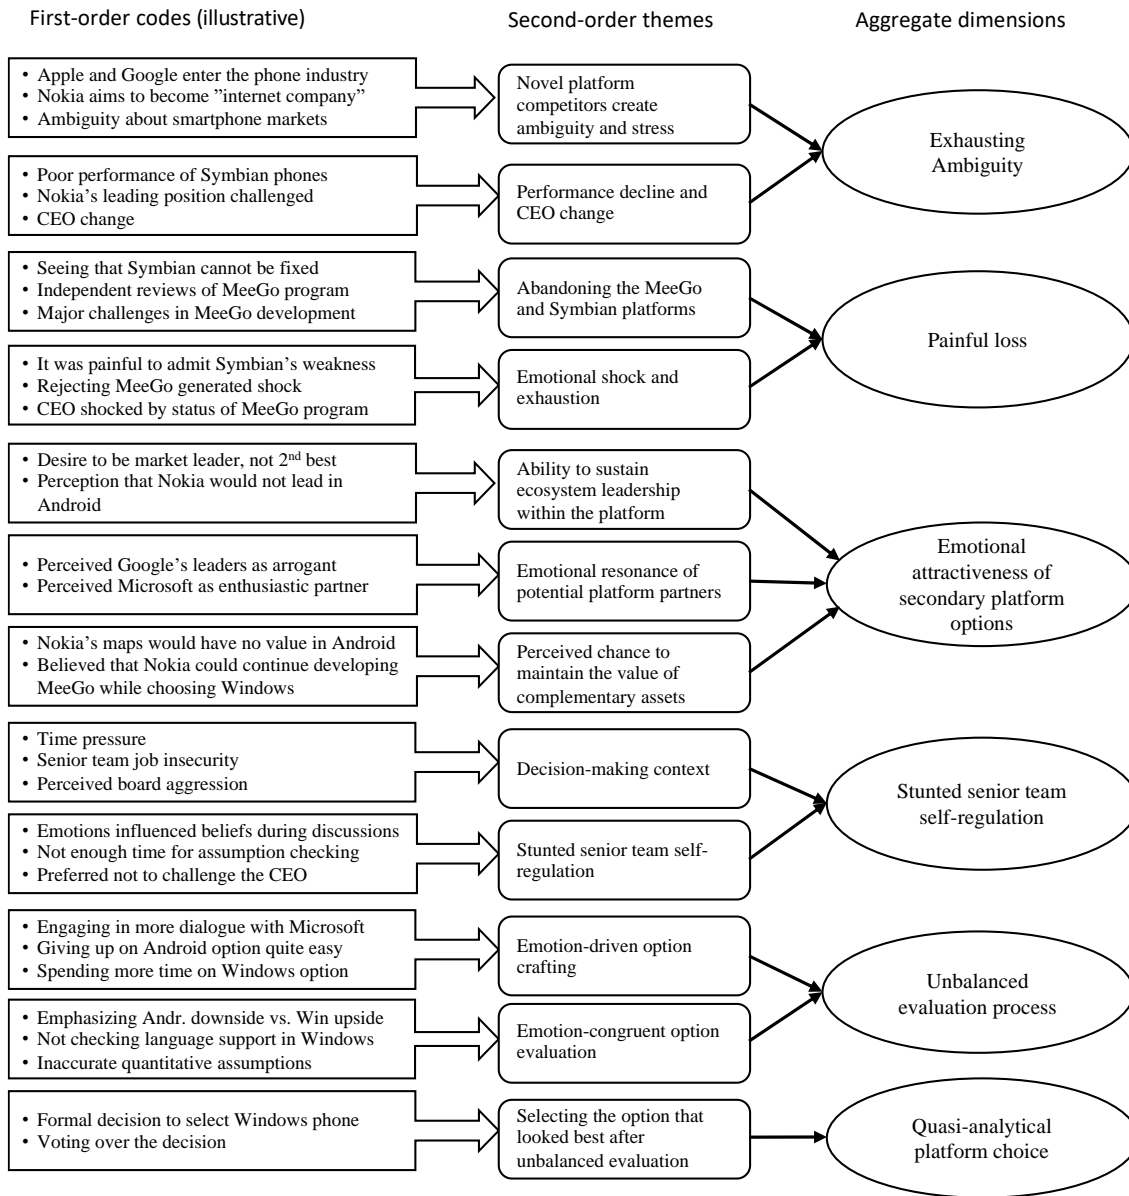 First-order codes (illustrative)
Second-order themes
Aggregate dimensions
• Apple and Google enter the phone industry
• Nokia aims to become ”internet company”
• Ambiguity about smartphone markets
Novel platform
competitors create
ambiguity and stress
Exhausting
Ambiguity
• Poor performance of Symbian phones
• Nokia’s leading position challenged
• CEO change
Performance decline and
CEO change
• Seeing that Symbian cannot be fixed
• Independent reviews of MeeGo program
• Major challenges in MeeGo development
Abandoning the MeeGo
and Symbian platforms
Painful loss
• It was painful to admit Symbian’s weakness
• Rejecting MeeGo generated shock
• CEO shocked by status of MeeGo program
Emotional shock and
exhaustion
• Desire to be market leader, not 2nd best
• Perception that Nokia would not lead in
Android
Ability to sustain
ecosystem leadership
within the platform
Emotional
attractiveness of
secondary platform
options
• Perceived Google’s leaders as arrogant
• Perceived Microsoft as enthusiastic partner
Emotional resonance of
potential platform partners
• Nokia’s maps would have no value in Android
• Believed that Nokia could continue developing
MeeGo while choosing Windows
Perceived chance to
maintain the value of
complementary assets
• Time pressure
• Senior team job insecurity
• Perceived board aggression
Decision-making context
Stunted senior team
self-regulation
• Emotions influenced beliefs during discussions
• Not enough time for assumption checking
• Preferred not to challenge the CEO
Stunted senior team self-
regulation
• Engaging in more dialogue with Microsoft
• Giving up on Android option quite easy
• Spending more time on Windows option
Emotion-driven option
crafting
Unbalanced
evaluation process
• Emphasizing Andr. downside vs. Win upside
• Not checking language support in Windows
• Inaccurate quantitative assumptions
Emotion-congruent option
evaluation
• Formal decision to select Windows phone
• Voting over the decision
Selecting the option that
looked best after
unbalanced evaluation
Quasi-analytical
platform choice